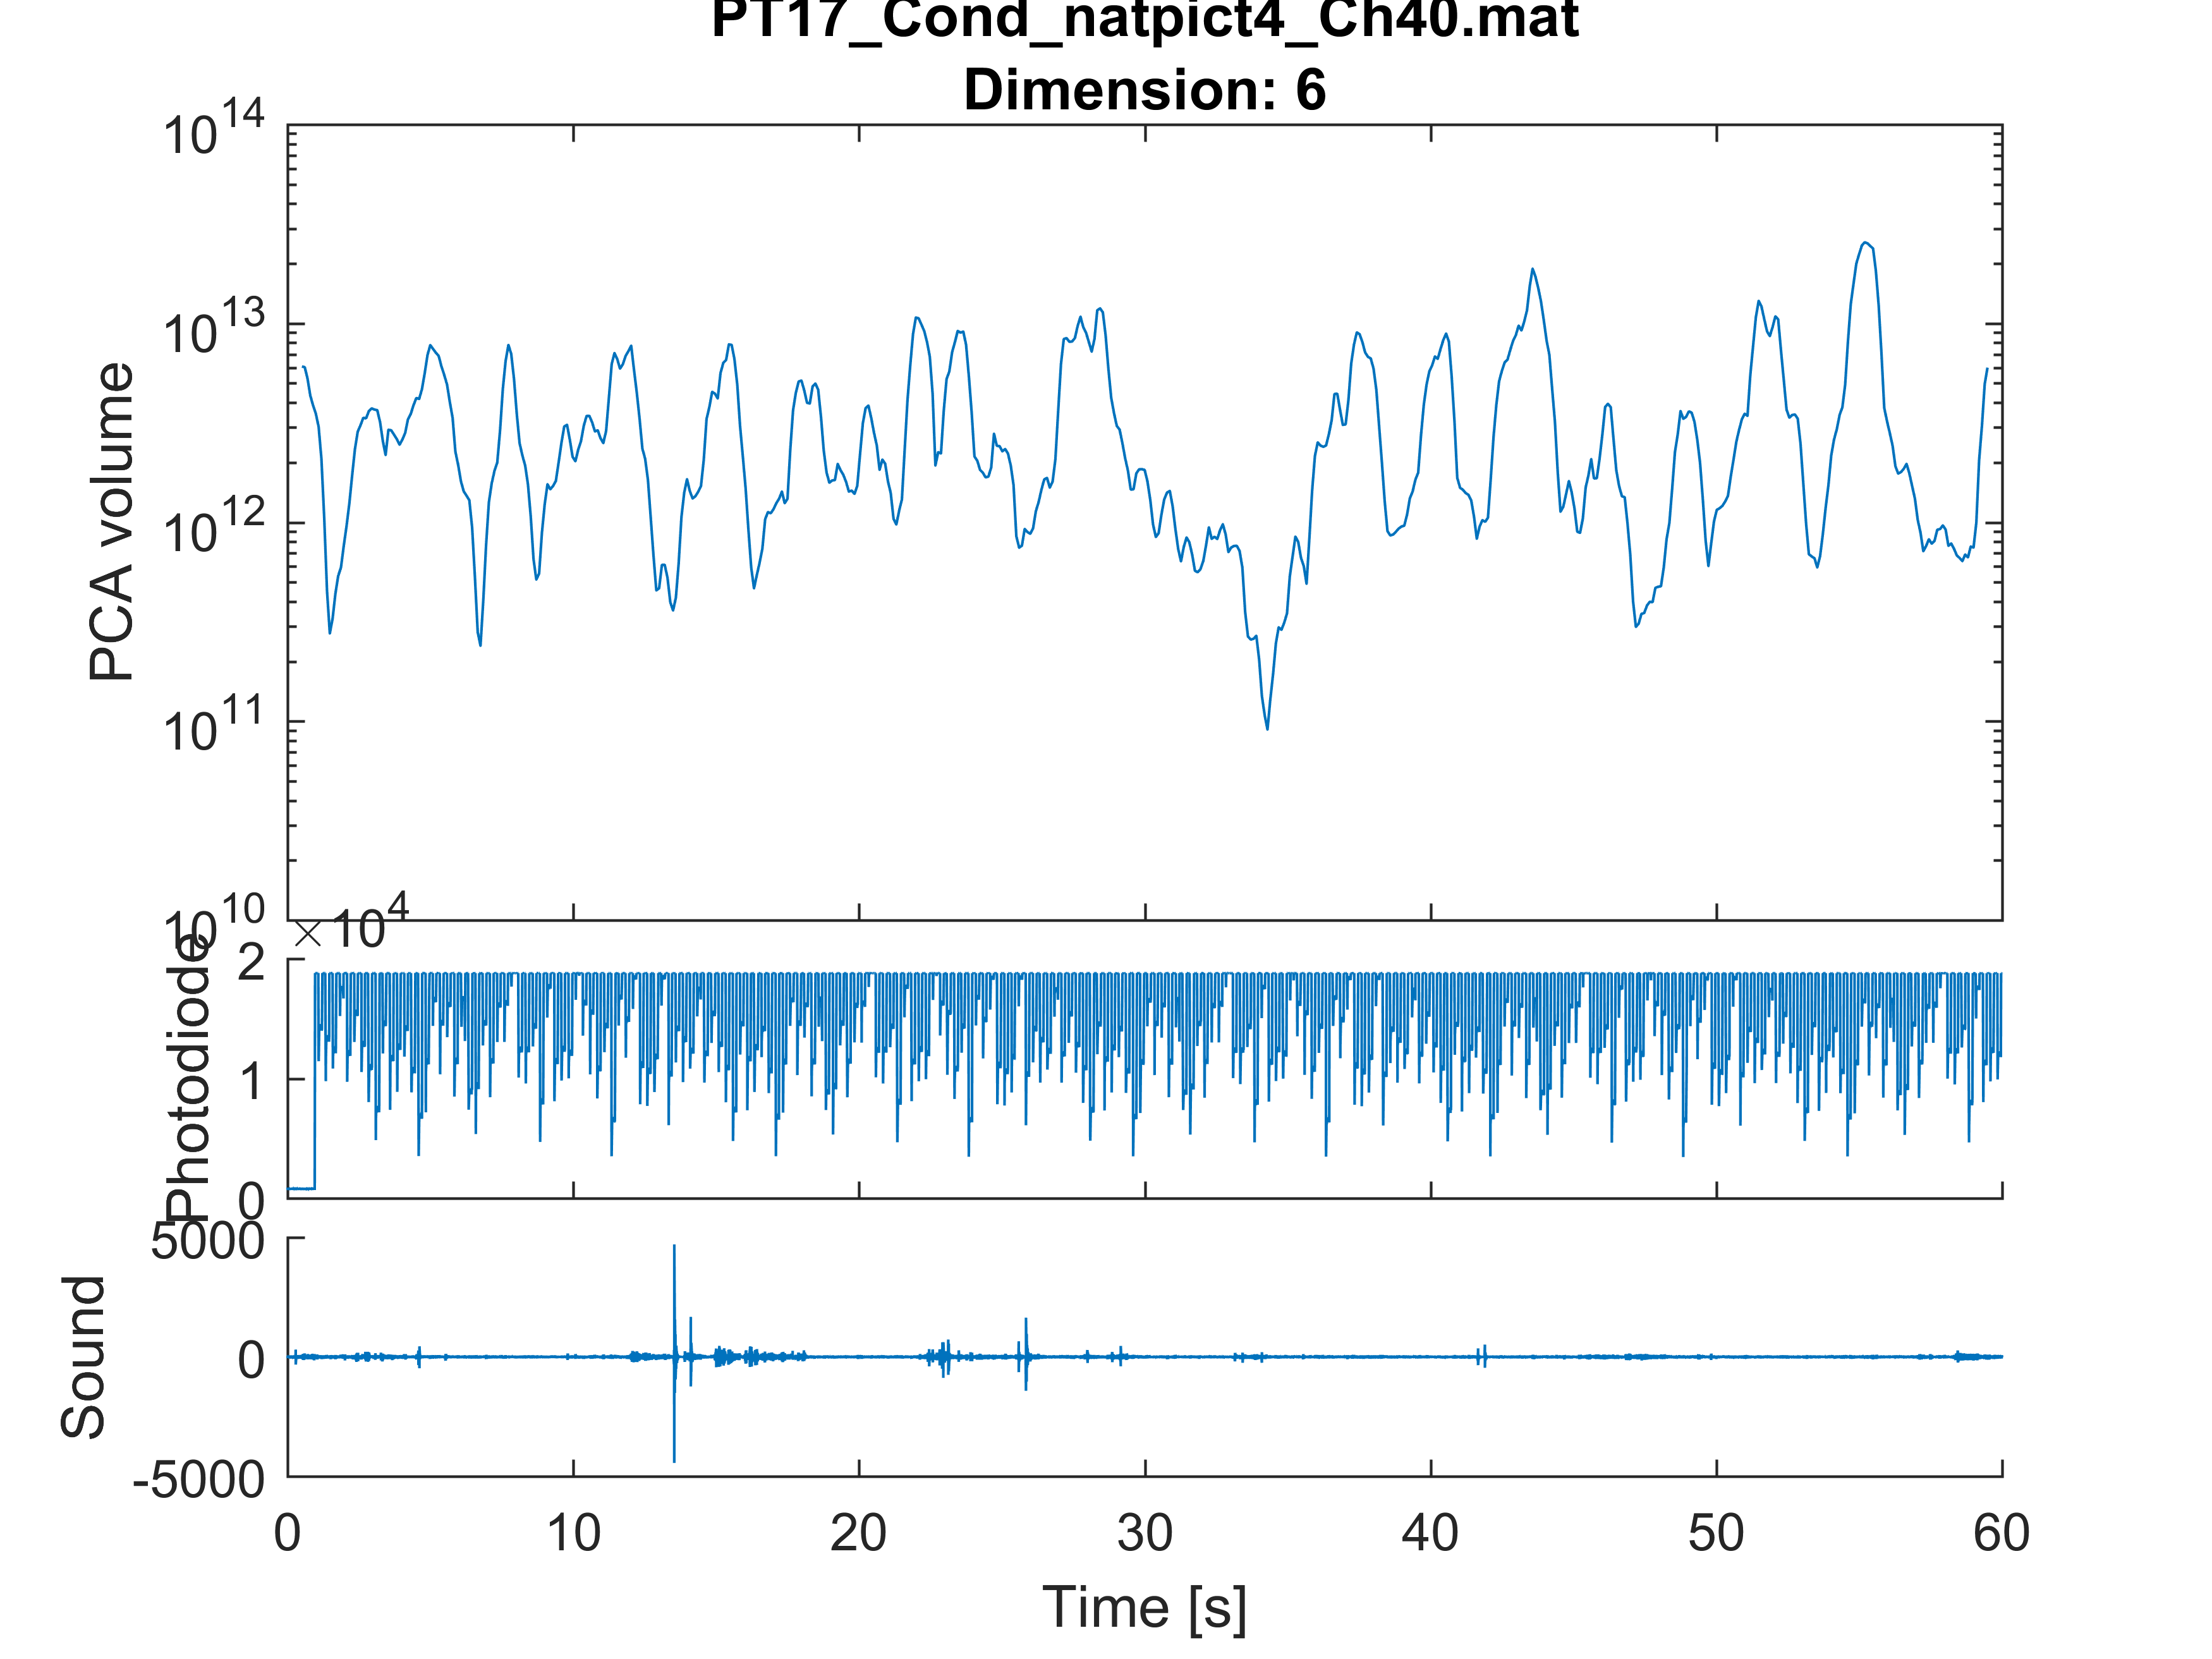 PT17_Cond_natpict4_Ch40.mat
Dimension: 6
10^14
10^13
10^12
10^11
10^10
PCA volume
× 10^4
2
1
0
Photodiode
5000
0
-5000
Sound
0 10 20 30 40 50 60
Time [s]